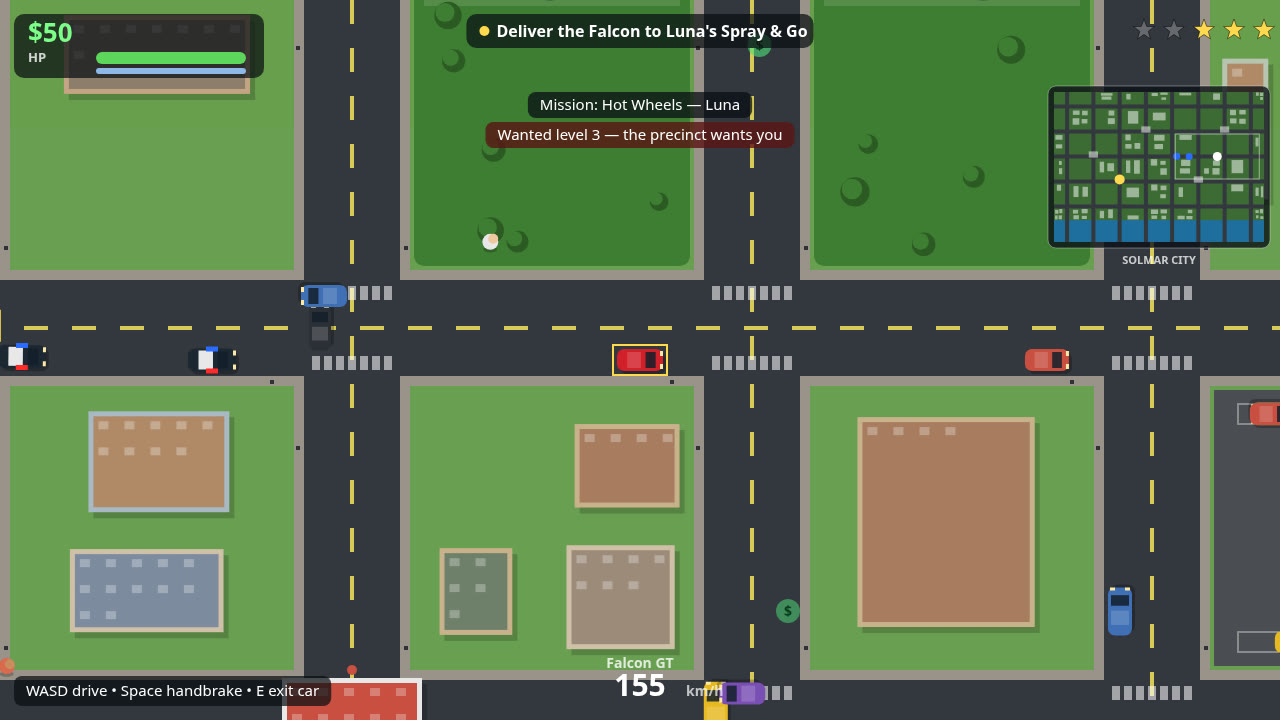 $50
HP
Deliver the Falcon to Luna's Spray & Go
$
Mission: Hot Wheels — Luna
Wanted level 3 — the precinct wants you
SOLMAR CITY
$
Falcon GT
155 km/h
WASD drive • Space handbrake • E exit car